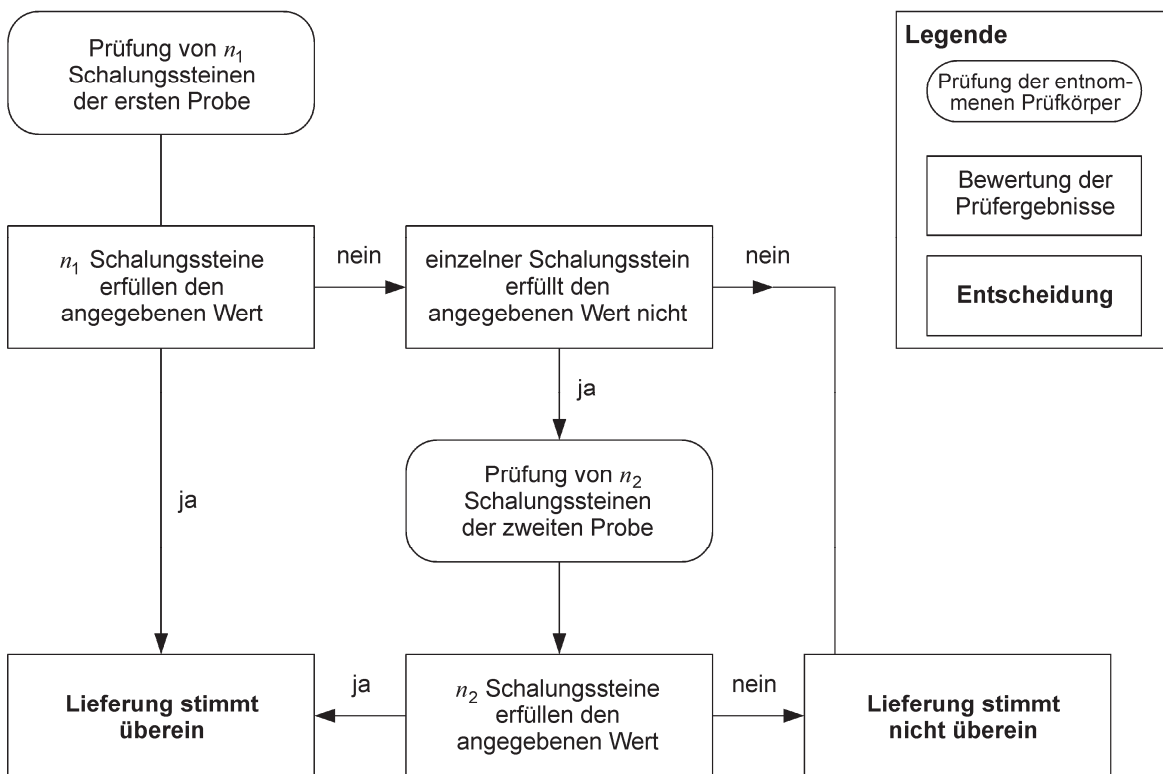 Prüfung von n1
Schalungssteinen
der ersten Probe
Legende
Prüfung der entnom-
menen Prüfkörper
Bewertung der
Prüfergebnisse
Entscheidung
n1 Schalungssteine
erfüllen den
angegebenen Wert
nein
einzelner Schalungsstein
erfüllt den
angegebenen Wert nicht
nein
ja
ja
Prüfung von n2
Schalungssteinen
der zweiten Probe
Lieferung stimmt
überein
ja
n2 Schalungssteine
erfüllen den
angegebenen Wert
nein
Lieferung stimmt
nicht überein